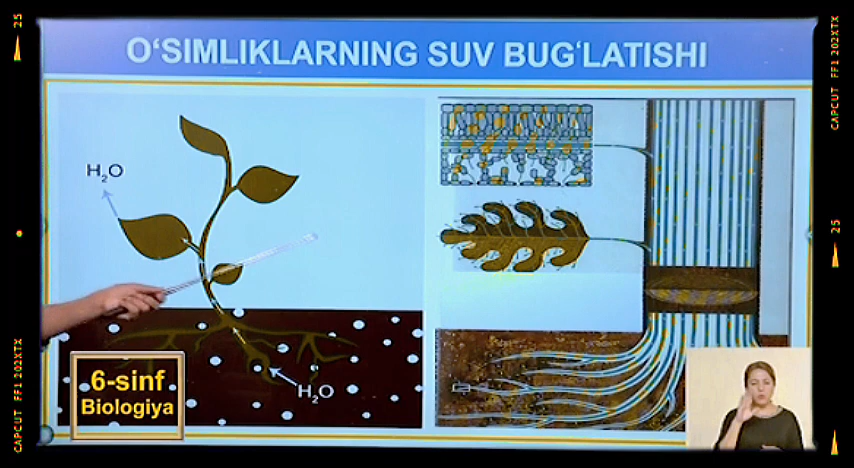 O‘SIMLIKLARNING SUV BUG‘LATISHI
H₂O
H₂O
6-sinf
Biologiya
25
CAPCUT FF1 202XTX
CAPCUT FF1 202XTX
25